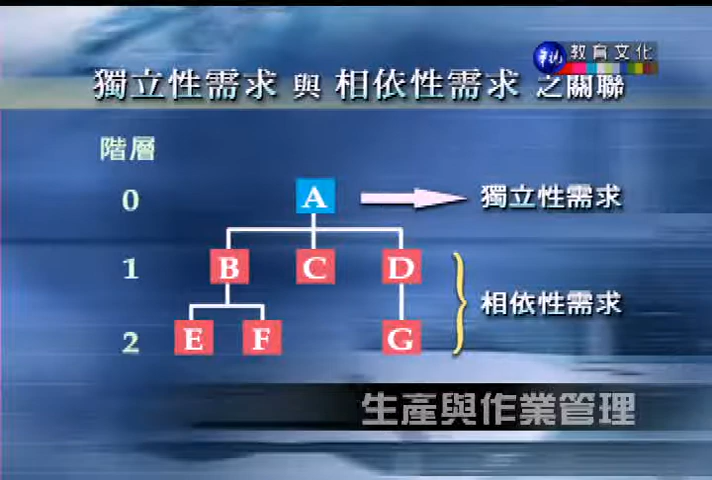 教育文化
獨立性需求 與 相依性需求 之關聯
階層
0 A 獨立性需求
1 B C D
相依性需求
2 E F G
生產與作業管理